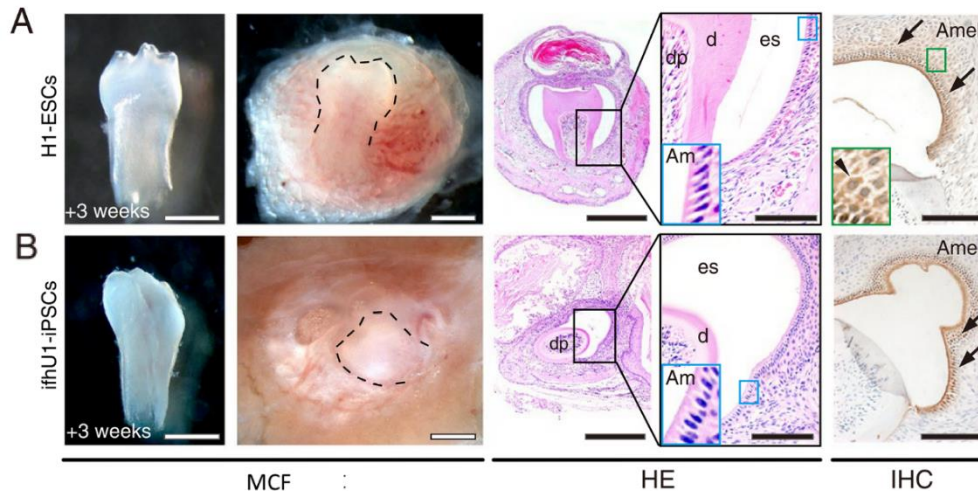 A
H1-ESCs
+3 weeks
dp
d
es
Am
Ame
B
ifhU1-iPSCs
+3 weeks
dp
es
d
Am
Ame
MCF :
HE
IHC